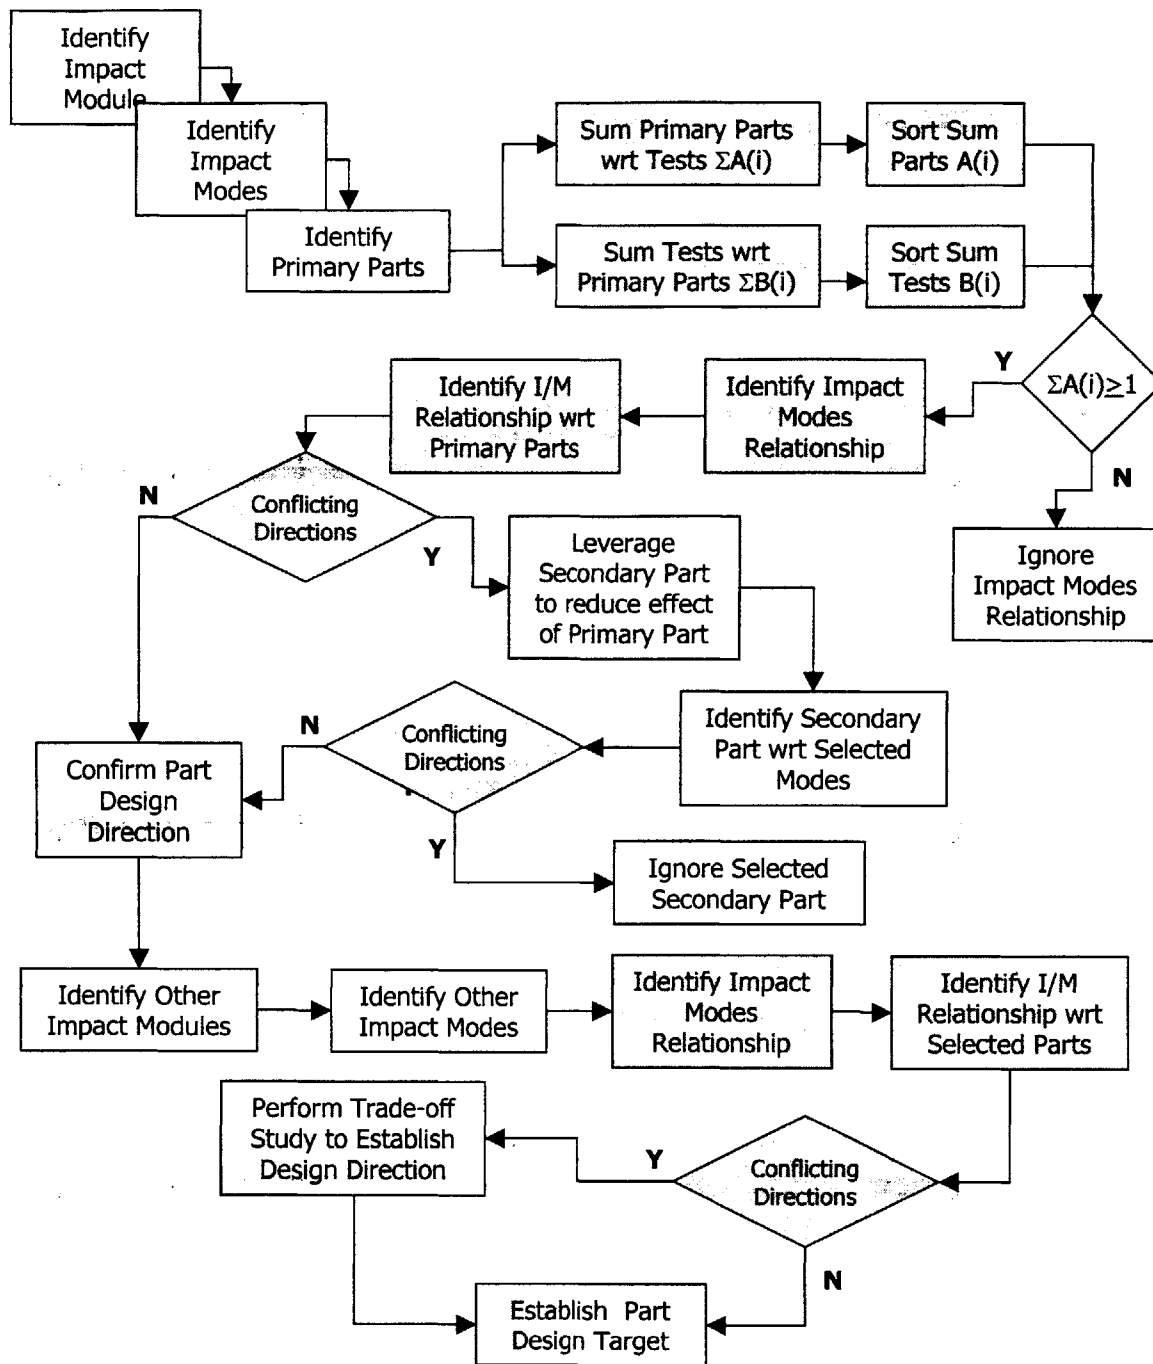 Identify
Impact
Module
Identify
Impact
Modes
Identify
Primary Parts
Sum Primary Parts
wrt Tests ΣA(i)
Sort Sum
Parts A(i)
Sum Tests wrt
Primary Parts ΣB(i)
Sort Sum
Tests B(i)
ΣA(i)≥1
Y
N
Identify Impact
Modes
Relationship
Identify I/M
Relationship wrt
Primary Parts
Ignore
Impact Modes
Relationship
Conflicting
Directions
N
Y
Leverage
Secondary Part
to reduce effect
of Primary Part
Identify Secondary
Part wrt Selected
Modes
Conflicting
Directions
N
Y
Confirm Part
Design
Direction
Ignore Selected
Secondary Part
Identify Other
Impact Modules
Identify Other
Impact Modes
Identify Impact
Modes
Relationship
Identify I/M
Relationship wrt
Selected Parts
Conflicting
Directions
Y
N
Perform Trade-off
Study to Establish
Design Direction
Establish Part
Design Target